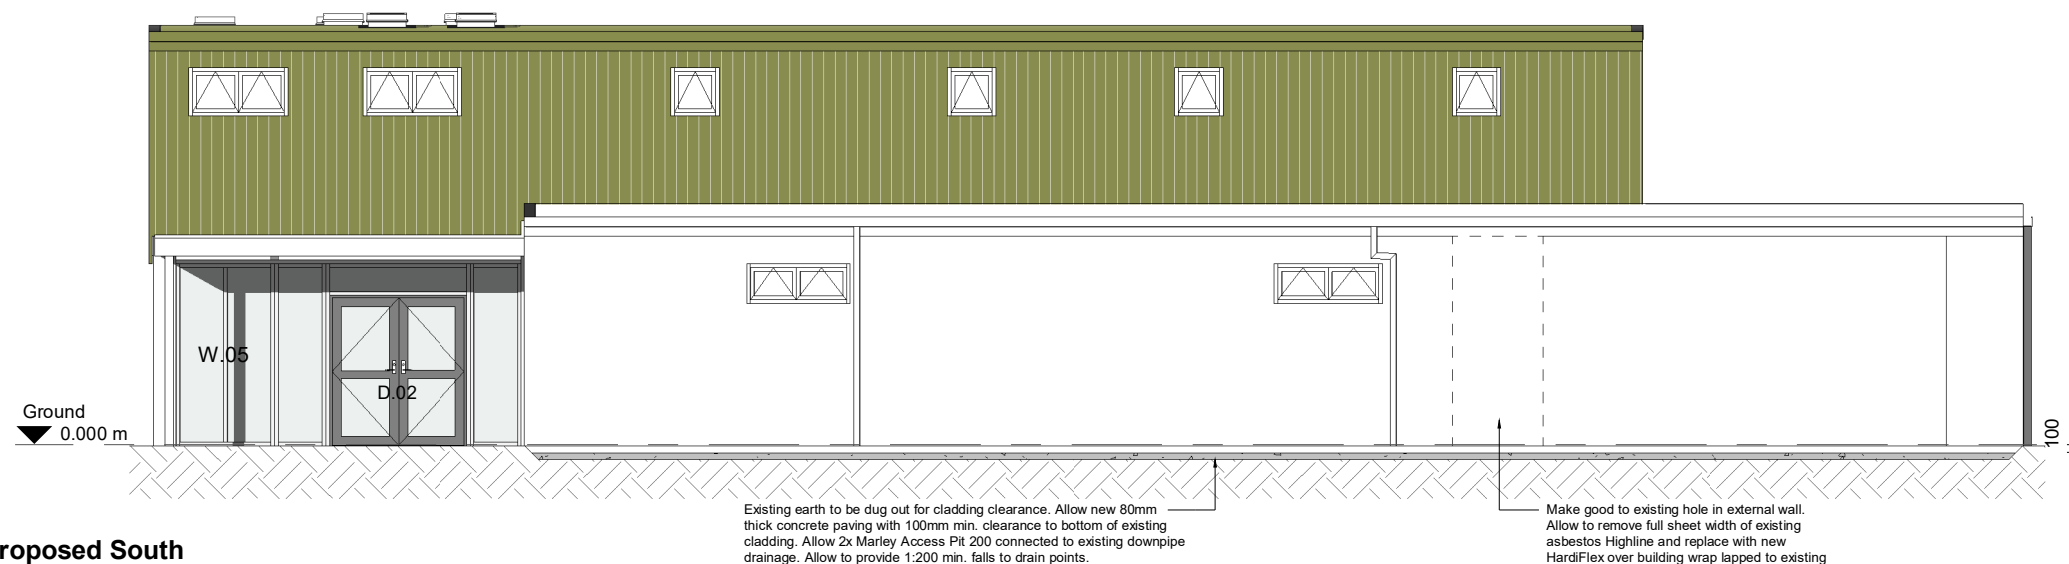 W.05
D.02
Ground
0.000 m
100
Existing earth to be dug out for cladding clearance. Allow new 80mm
thick concrete paving with 100mm min. clearance to bottom of existing
cladding. Allow 2x Marley Access Pit 200 connected to existing downpipe
drainage. Allow to provide 1:200 min. falls to drain points.
Make good to existing hole in external wall.
Allow to remove full sheet width of existing
asbestos Highline and replace with new
HardiFlex over building wrap lapped to existing
roposed South